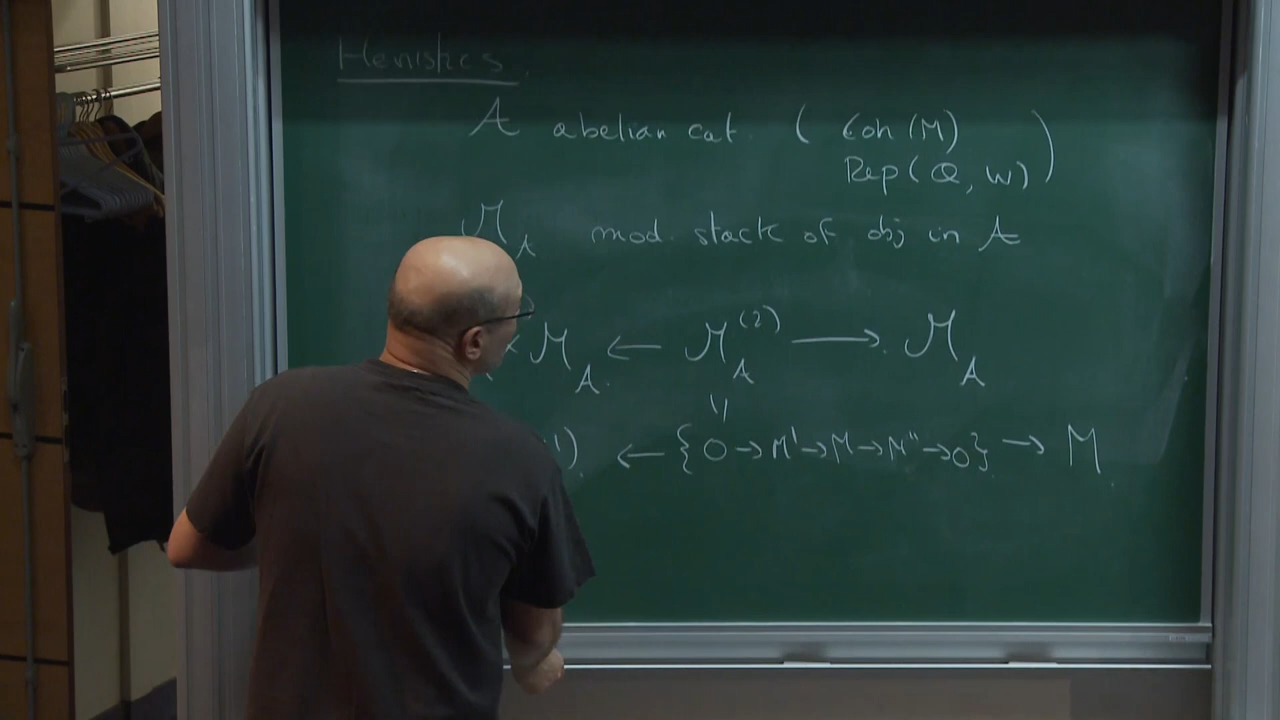 Heuristics
A abelian cat. ( Coh(M)
Rep(Q, W) )
M_A mod. stack of obj in A
× M_A ← M_A^(2) → M_A
) ← { 0 → M' → M → M'' → 0 } → M